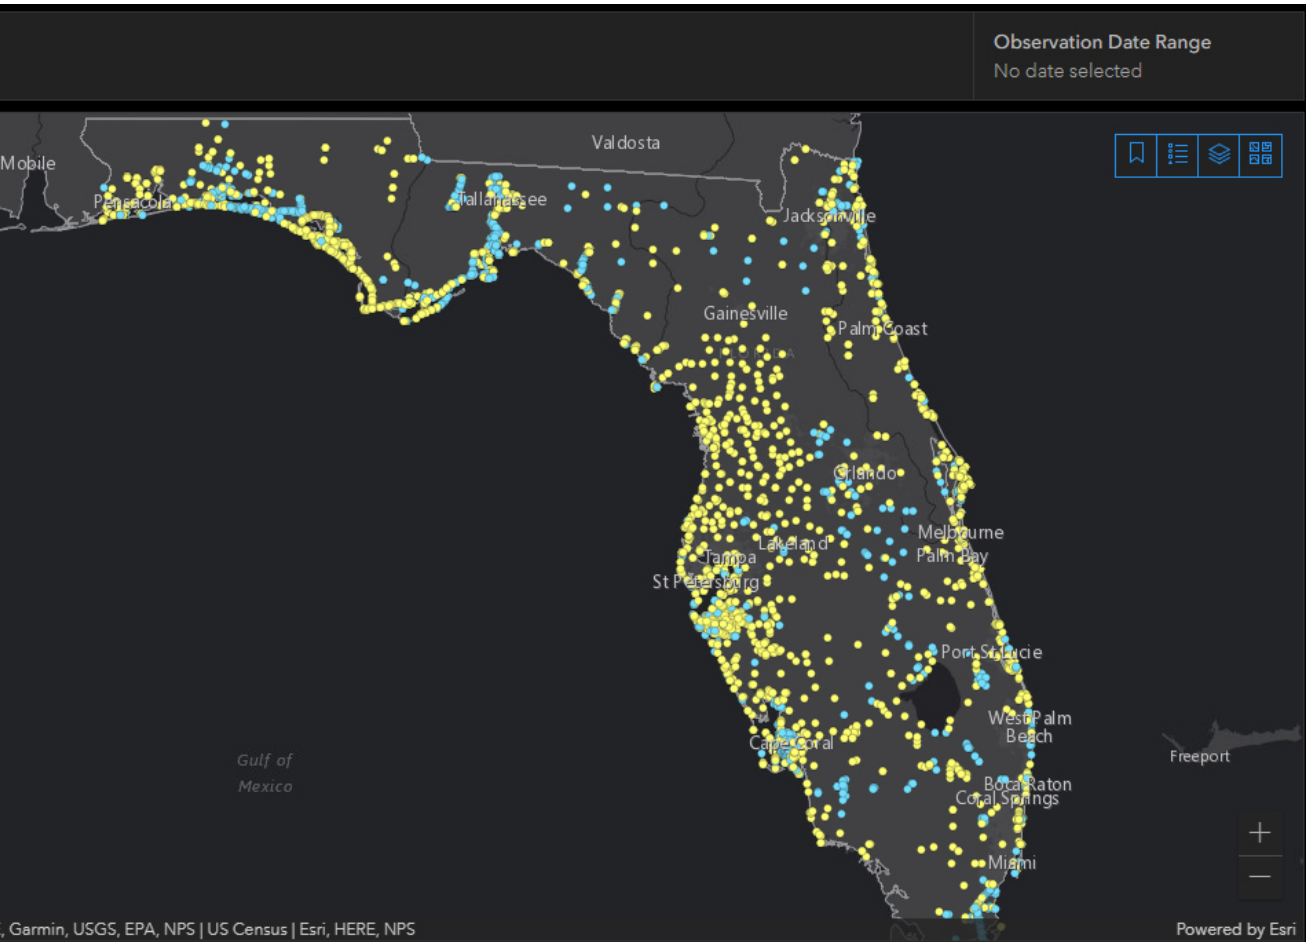 Observation Date Range
No date selected
Valdosta
Mobile
Pensacola
Tallahassee
Jacksonville
Gainesville
Palm Coast
FLORIDA
Orlando
Melbourne
Lakeland
Palm Bay
Tampa
St Petersburg
Port St Lucie
West Palm
Beach
Cape Coral
Gulf of
Mexico
Freeport
Boca Raton
Coral Springs
Miami
, Garmin, USGS, EPA, NPS | US Census | Esri, HERE, NPS
Powered by Esri